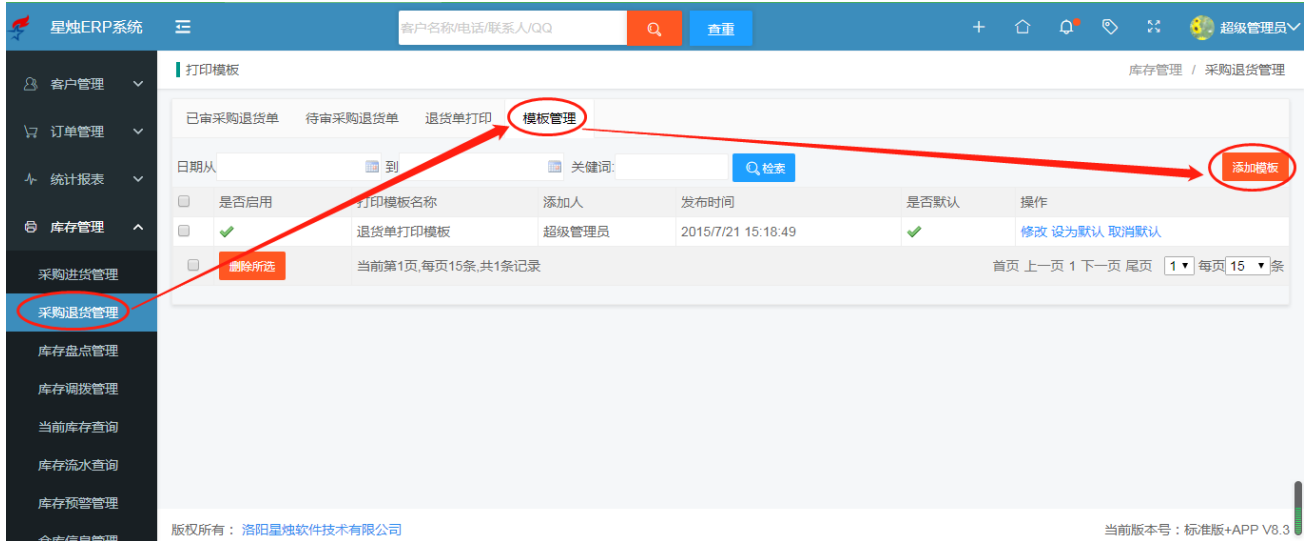 星烛ERP系统
客户名称/电话/联系人/QQ
查重
超级管理员
客户管理
订单管理
统计报表
库存管理
采购进货管理
采购退货管理
库存盘点管理
库存调拨管理
当前库存查询
库存流水查询
库存预警管理
仓库信息管理
打印模板
库存管理 / 采购退货管理
已审采购退货单 待审采购退货单 退货单打印 模板管理
日期从 到 关健词: 检索 添加模板
是否启用 打印模板名称 添加人 发布时间 是否默认 操作
退货单打印模板 超级管理员 2015/7/21 15:18:49 修改 设为默认 取消默认
删除所选 当前第1页,每页15条,共1条记录 首页 上一页 1 下一页 尾页 1 每页 15 条
版权所有： 洛阳星烛软件技术有限公司 当前版本号：标准版+APP V8.3